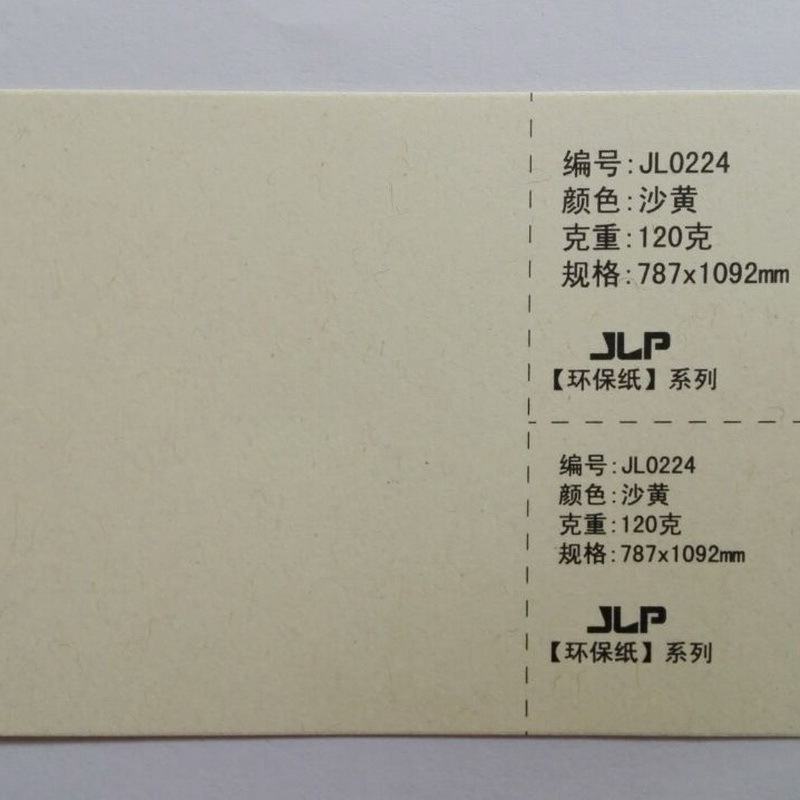 编号:JL0224
颜色:沙黄
克重:120克
规格:787x1092mm
JLP
【环保纸】系列
编号:JL0224
颜色:沙黄
克重:120克
规格:787x1092mm
JLP
【环保纸】系列